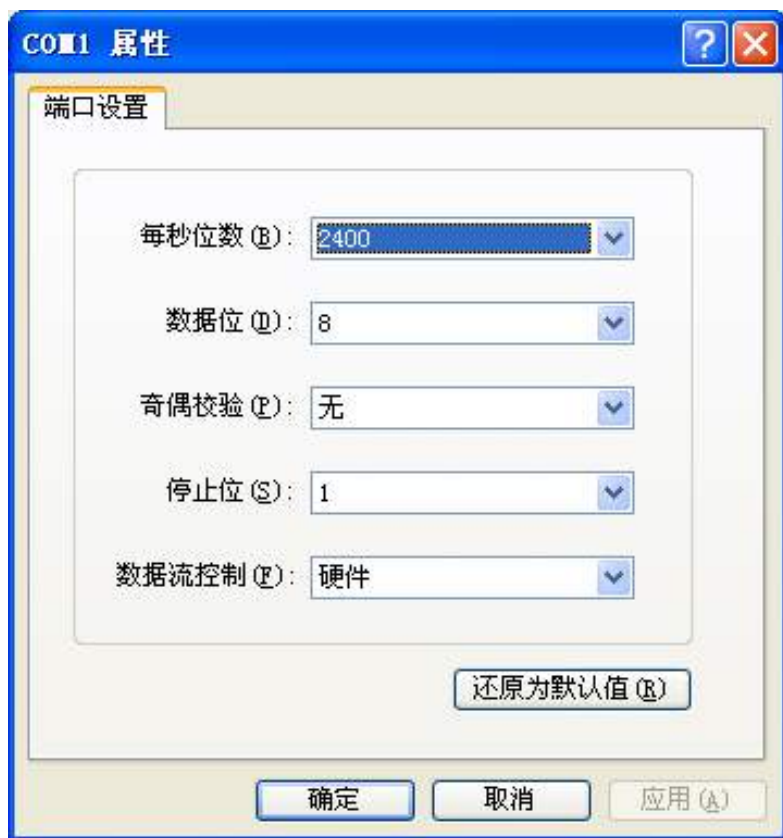 COM1 属性
端口设置
每秒位数(B): 2400
数据位(D): 8
奇偶校验(P): 无
停止位(S): 1
数据流控制(F): 硬件
还原为默认值(R)
确定 取消 应用(A)